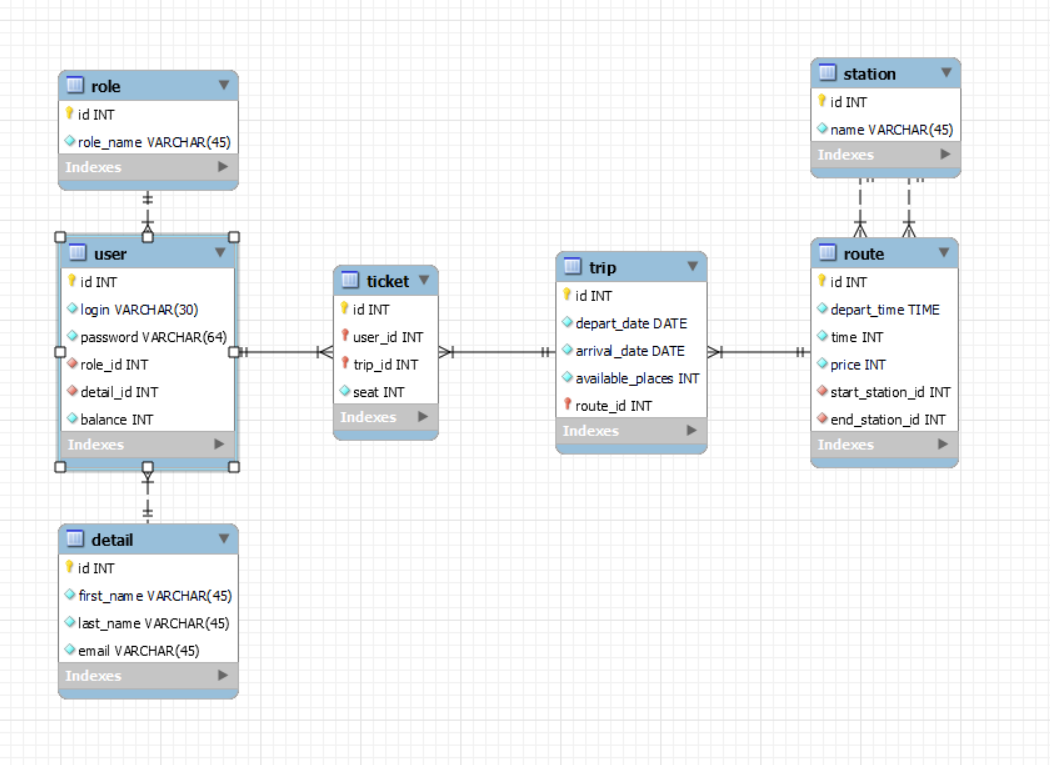 role
id INT
role_name VARCHAR(45)
Indexes
user
id INT
login VARCHAR(30)
password VARCHAR(64)
role_id INT
detail_id INT
balance INT
Indexes
detail
id INT
first_name VARCHAR(45)
last_name VARCHAR(45)
email VARCHAR(45)
Indexes
ticket
id INT
user_id INT
trip_id INT
seat INT
Indexes
trip
id INT
depart_date DATE
arrival_date DATE
available_places INT
route_id INT
Indexes
station
id INT
name VARCHAR(45)
Indexes
route
id INT
depart_time TIME
time INT
price INT
start_station_id INT
end_station_id INT
Indexes